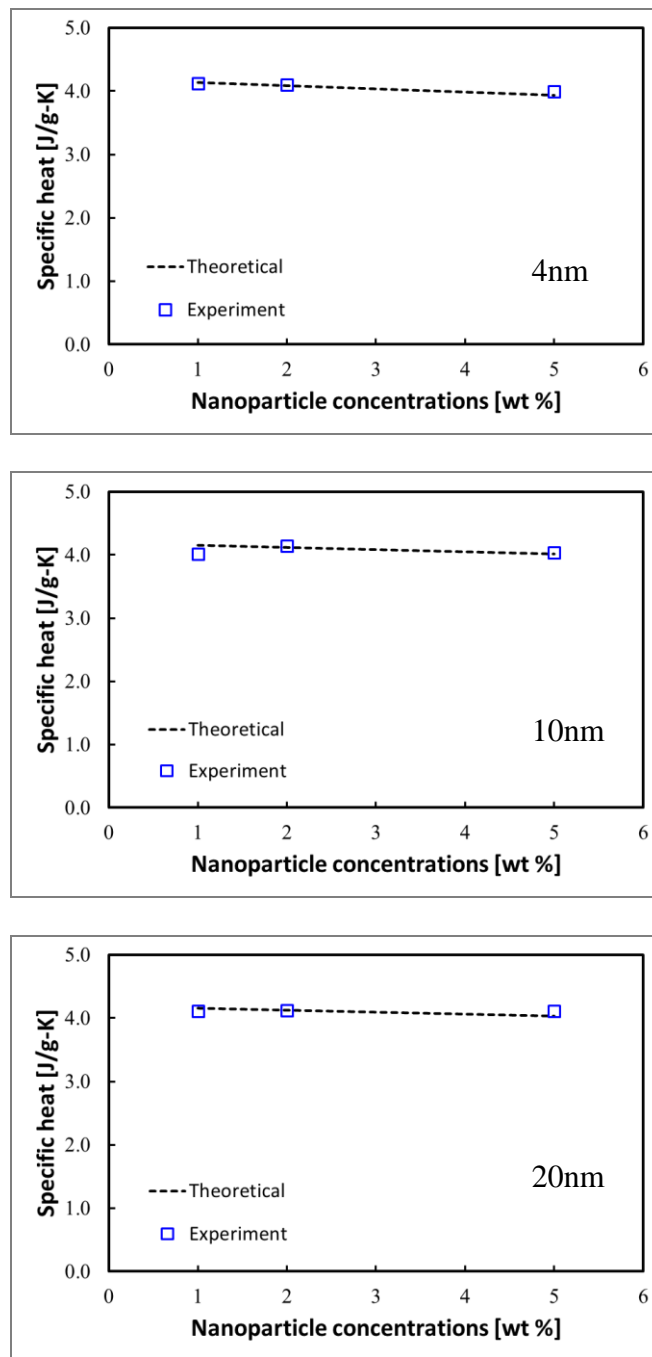 5.0
4.0
3.0
2.0
1.0
0.0
Specific heat [J/g-K]
Theoretical
Experiment
4nm
0 1 2 3 4 5 6
Nanoparticle concentrations [wt %]
5.0
4.0
3.0
2.0
1.0
0.0
Specific heat [J/g-K]
Theoretical
Experiment
10nm
0 1 2 3 4 5 6
Nanoparticle concentrations [wt %]
5.0
4.0
3.0
2.0
1.0
0.0
Specific heat [J/g-K]
Theoretical
Experiment
20nm
0 1 2 3 4 5 6
Nanoparticle concentrations [wt %]